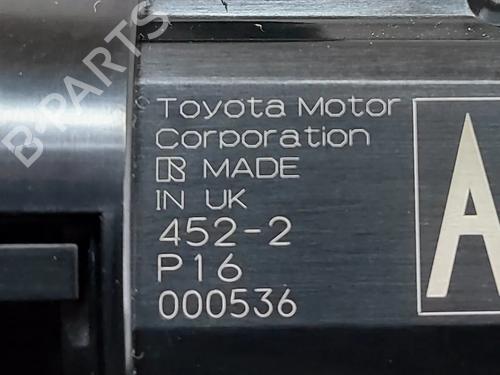 B-PARTS
Toyota Motor
Corporation
R MADE
IN UK
452-2
P16
000536
A